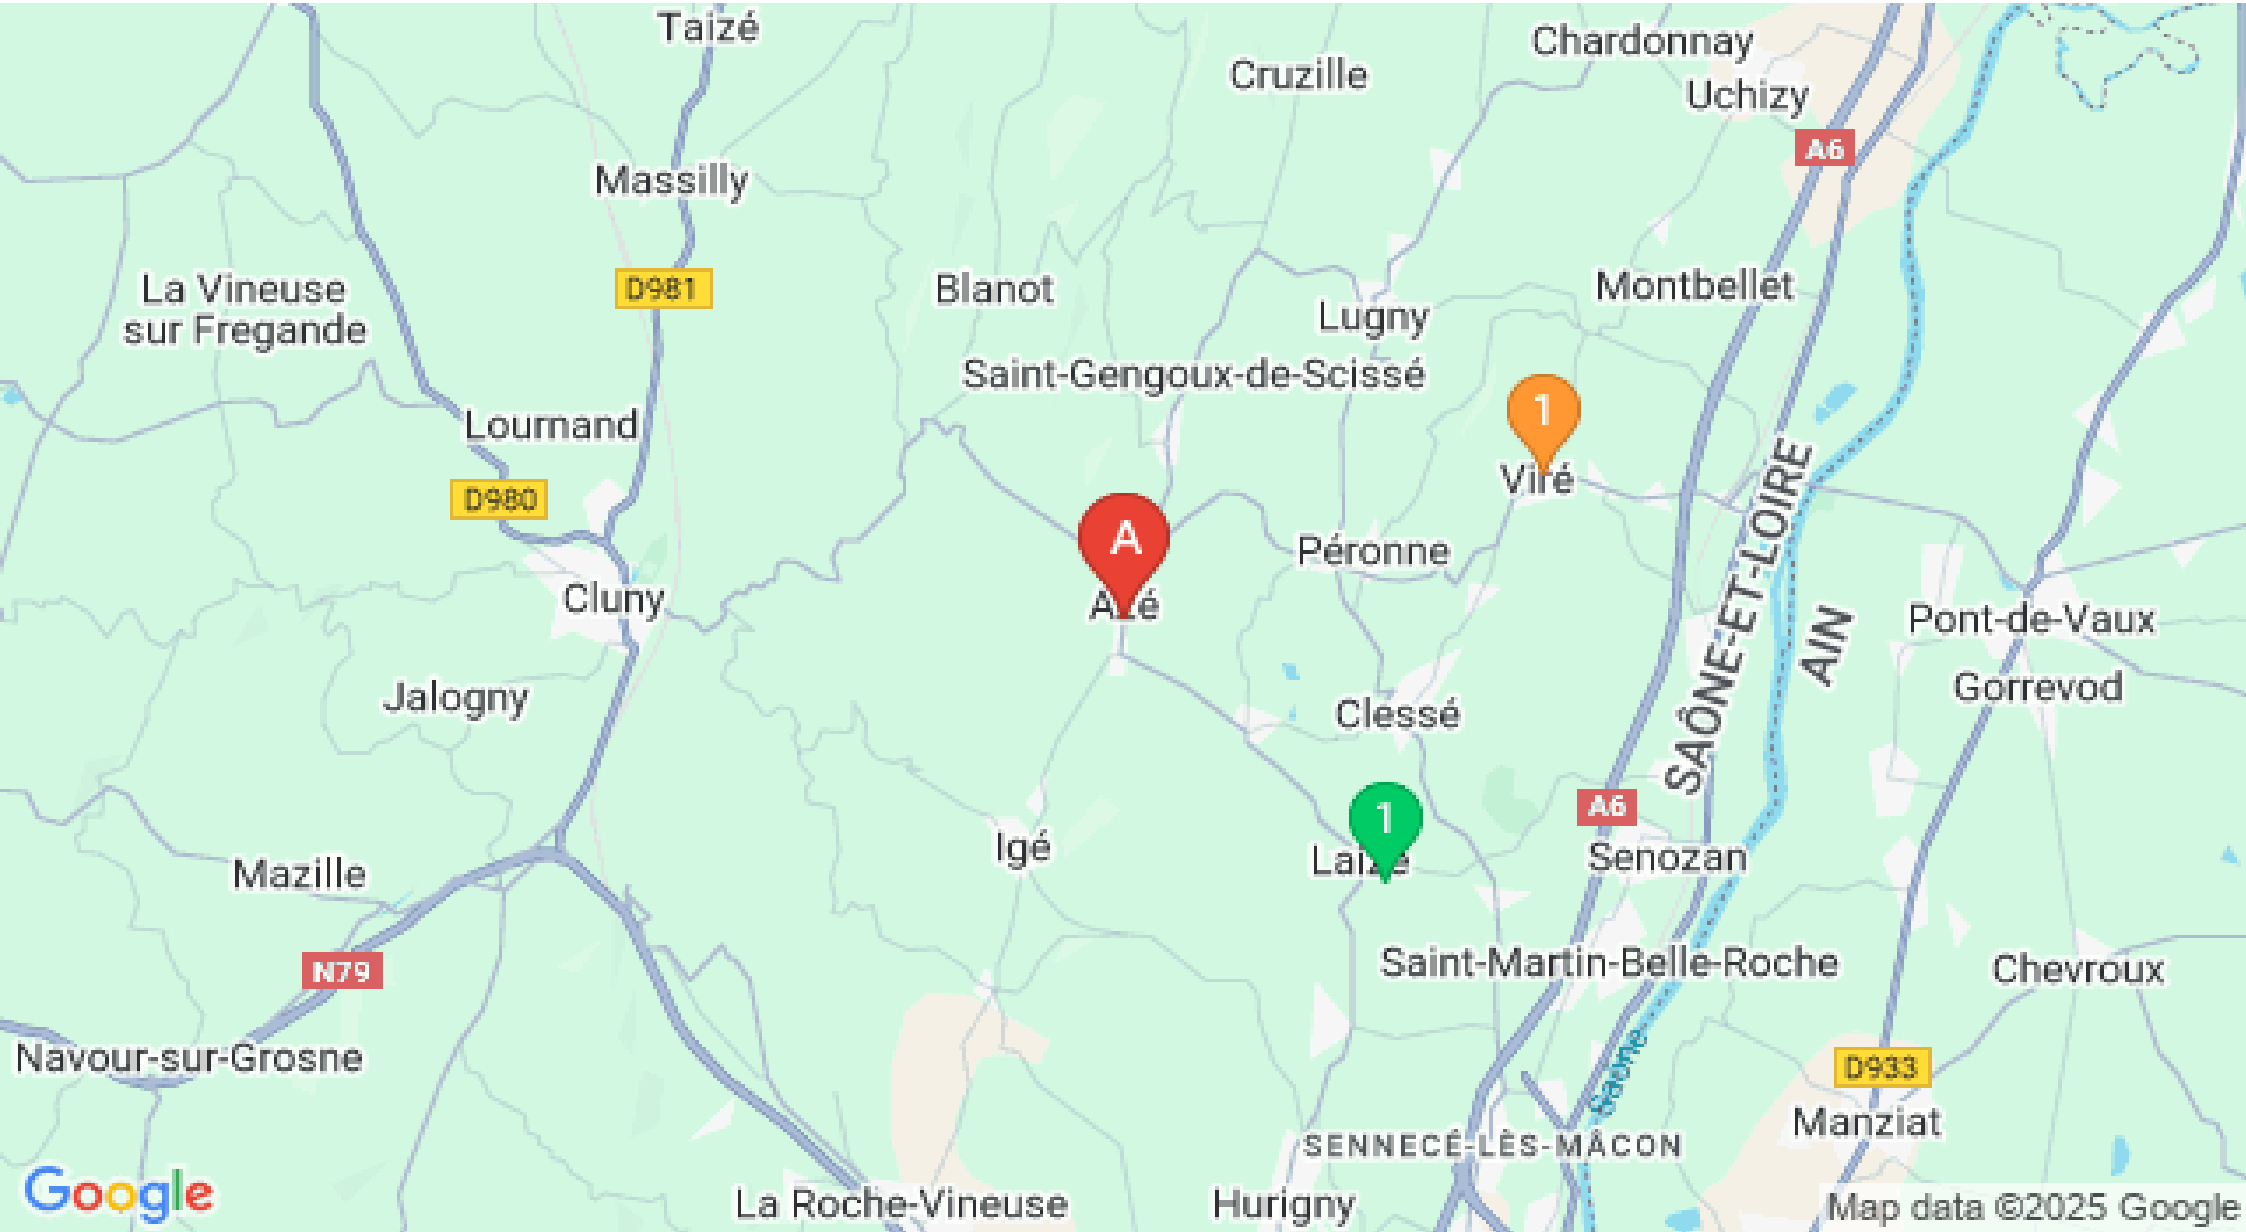 Taizé
Chardonnay
Cruzille
Uchizy
A6
Massilly
La Vineuse
sur Fregande
D981
Blanot
Montbellet
Lugny
Saint-Gengoux-de-Scissé
1
Lournand
Viré
D980
A
Péronne
Cluny
Azé
SAÔNE-ET-LOIRE
AIN
Pont-de-Vaux
Jalogny
Gorrevod
Clessé
A6
1
Igé
Laizé
Senozan
Mazille
N79
Saint-Martin-Belle-Roche
Chevroux
Navour-sur-Grosne
Saône
D933
Manziat
SENNECÉ-LÈS-MÂCON
Google
La Roche-Vineuse
Hurigny
Map data ©2025 Google